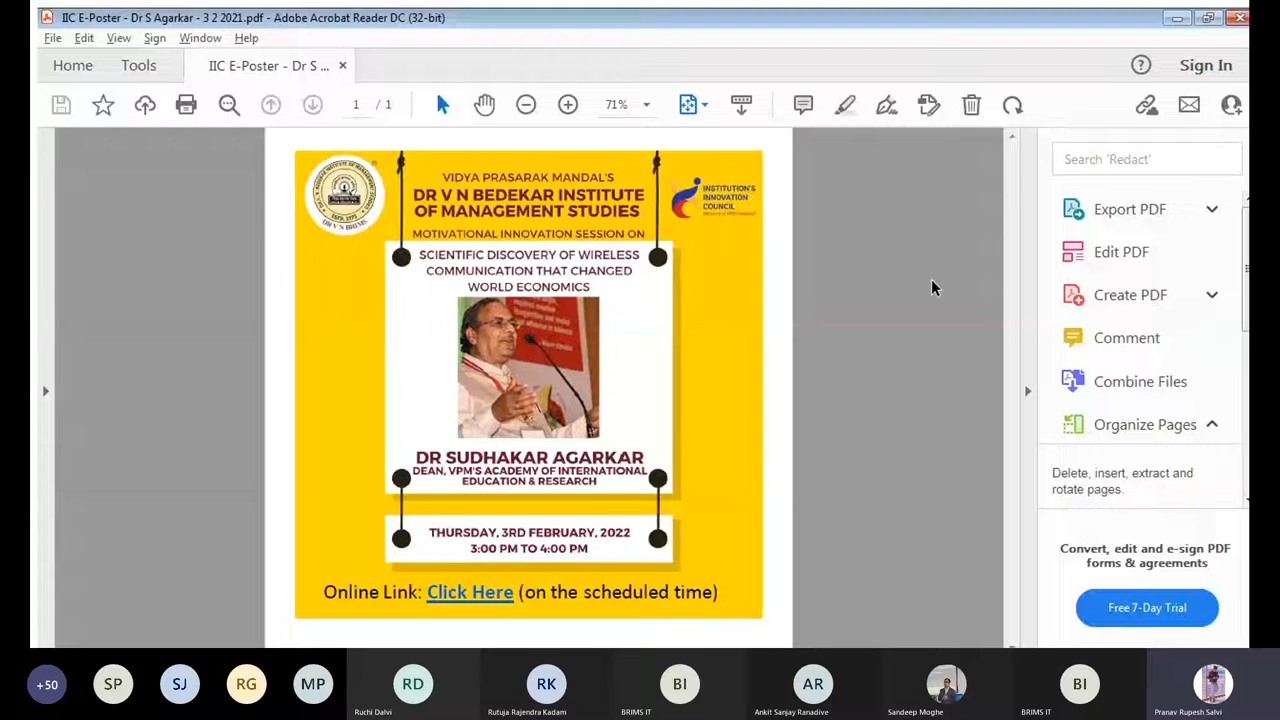 IIC E-Poster - Dr S Agarkar - 3 2 2021.pdf - Adobe Acrobat Reader DC (32-bit)
File Edit View Sign Window Help
Home Tools IIC E-Poster - Dr S ... × Sign In
1 / 1 71%
VIDYA PRASARAK MANDAL'S
DR V N BEDEKAR INSTITUTE
OF MANAGEMENT STUDIES
MOTIVATIONAL INNOVATION SESSION ON
DR V N BRIMS
INSTITUTION'S
INNOVATION
COUNCIL
SCIENTIFIC DISCOVERY OF WIRELESS
COMMUNICATION THAT CHANGED
WORLD ECONOMICS
DR SUDHAKAR AGARKAR
DEAN, VPM'S ACADEMY OF INTERNATIONAL
EDUCATION & RESEARCH
THURSDAY, 3RD FEBRUARY, 2022
3:00 PM TO 4:00 PM
Online Link: Click Here (on the scheduled time)
Search 'Redact'
Export PDF
Edit PDF
Create PDF
Comment
Combine Files
Organize Pages
Delete, insert, extract and
rotate pages.
Convert, edit and e-sign PDF
forms & agreements
Free 7-Day Trial
+50 SP SJ RG MP RD RK BI AR BI
Ruchi Dalvi Rutuja Rajendra Kadam BRIMS IT Ankit Sanjay Ranadive Sandeep Moghe BRIMS IT Pranav Rupesh Salvi